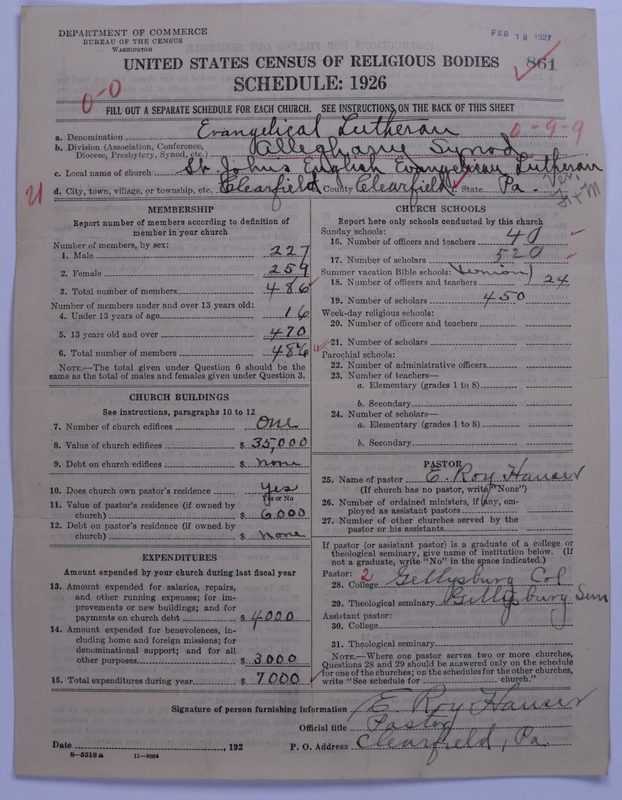 DEPARTMENT OF COMMERCE
BUREAU OF THE CENSUS
WASHINGTON
FEB 19 1927
UNITED STATES CENSUS OF RELIGIOUS BODIES
861
SCHEDULE: 1926
0-0
FILL OUT A SEPARATE SCHEDULE FOR EACH CHURCH. SEE INSTRUCTIONS ON THE BACK OF THIS SHEET
a. Denomination Evangelical Lutheran 0-9-9
b. Division (Association, Conference, Diocese, Presbytery, Synod, etc.) Alleghany Synod
c. Local name of church St. Johns English Evangelical Lutheran
d. City, town, village, or township, etc. Clearfield County Clearfield State Pa.
MEMBERSHIP
Report number of members according to definition of member in your church
Number of members, by sex:
1. Male 227
2. Female 259
3. Total number of members 486
Number of members under and over 13 years old:
4. Under 13 years of age 16
5. 13 years old and over 470
6. Total number of members 486
NOTE.—The total given under Question 6 should be same as the total of males and females given under Question 3.
CHURCH BUILDINGS
See instructions, paragraphs 10 to 12
7. Number of church edifices One
8. Value of church edifices $ 35,000
9. Debt on church edifices $ None
10. Does church own pastor's residence Yes
Yes or No
11. Value of pastor's residence (if owned by church) $ 6000
12. Debt on pastor's residence (if owned by church) $ None
EXPENDITURES
Amount expended by your church during last fiscal year
13. Amount expended for salaries, repairs, and other running expenses; for improvements or new buildings; and for payments on church debt $ 4000
14. Amount expended for benevolences, including home and foreign missions; for denominational support; and for all other purposes $ 3000
15. Total expenditures during year $ 7000
CHURCH SCHOOLS
Report here only schools conducted by this church
Sunday schools:
16. Number of officers and teachers 40
17. Number of scholars 520
Summer vacation Bible schools: (Union)
18. Number of officers and teachers 24
19. Number of scholars 450
Week-day religious schools:
20. Number of officers and teachers
21. Number of scholars
Parochial schools:
22. Number of administrative officers
23. Number of teachers—
a. Elementary (grades 1 to 8)
b. Secondary
24. Number of scholars—
a. Elementary (grades 1 to 8)
b. Secondary
PASTOR
25. Name of pastor E. Roy Hauser
(If church has no pastor, write "None")
26. Number of ordained ministers, if any, employed as assistant pastors
27. Number of other churches served by the pastor or his assistants
If pastor (or assistant pastor) is a graduate of a college or theological seminary, give name of institution below. (If not a graduate, write "No" in the space indicated.)
Pastor: 2
28. College Gettysburg Col
29. Theological seminary Gettysburg Sem
Assistant pastor:
30. College
31. Theological seminary
NOTE.—Where one pastor serves two or more churches, Questions 28 and 29 should be answered only on the schedule for one of the churches; on the schedules for the other churches, write "See schedule for church."
Signature of person furnishing information E. Roy Hauser
Official title Pastor
Date , 192 P. O. Address Clearfield, Pa.
8-5518a 11-9054